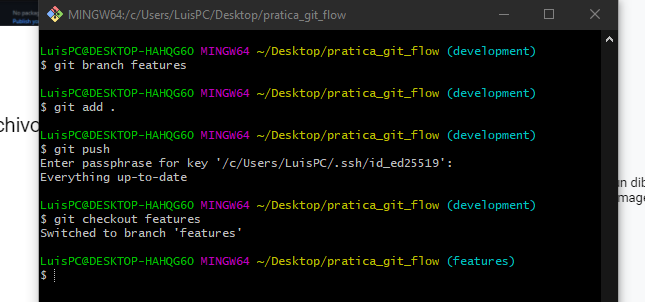 MINGW64:/c/Users/LuisPC/Desktop/pratica_git_flow
LuisPC@DESKTOP-HAHQG60 MINGW64 ~/Desktop/pratica_git_flow (development)
$ git branch features
LuisPC@DESKTOP-HAHQG60 MINGW64 ~/Desktop/pratica_git_flow (development)
$ git add .
LuisPC@DESKTOP-HAHQG60 MINGW64 ~/Desktop/pratica_git_flow (development)
$ git push
Enter passphrase for key '/c/Users/LuisPC/.ssh/id_ed25519':
Everything up-to-date
LuisPC@DESKTOP-HAHQG60 MINGW64 ~/Desktop/pratica_git_flow (development)
$ git checkout features
Switched to branch 'features'
LuisPC@DESKTOP-HAHQG60 MINGW64 ~/Desktop/pratica_git_flow (features)
$
chivo
un dib
mage